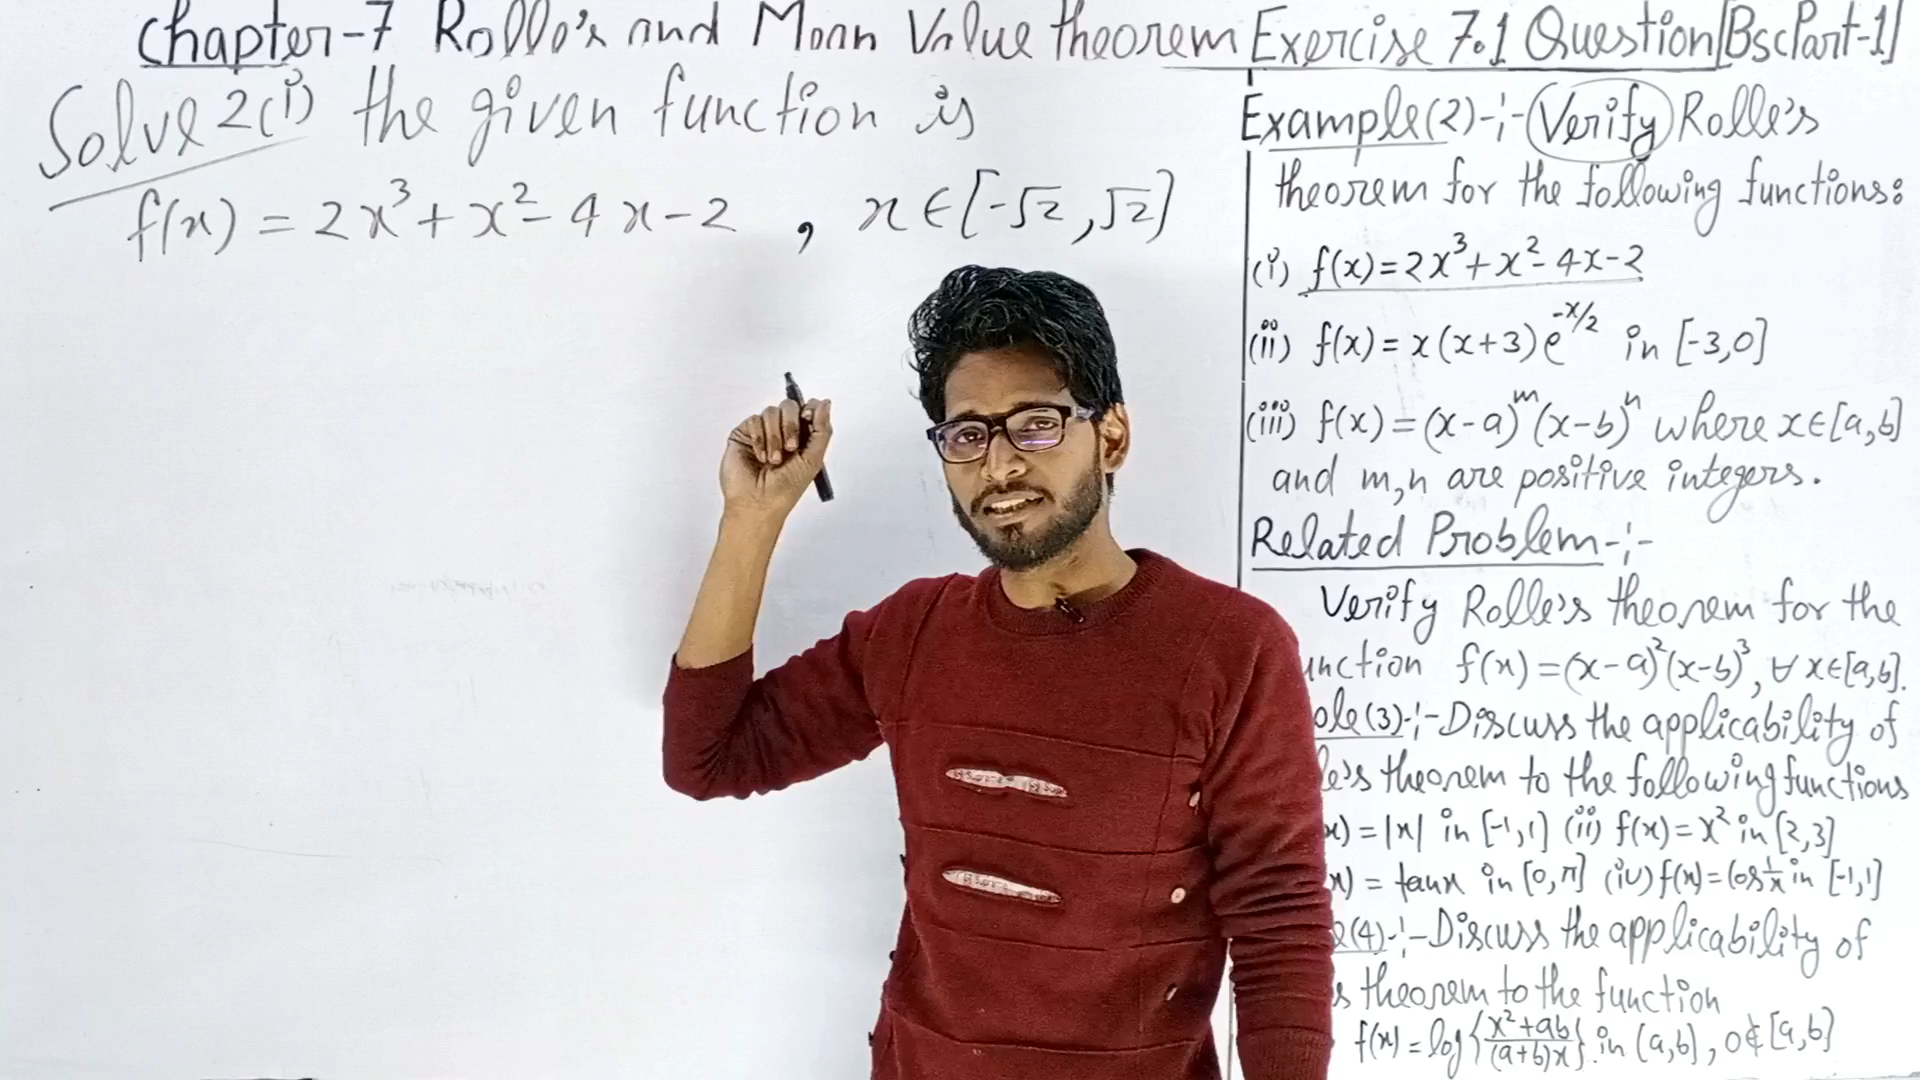 Chapter-7 Rolle's and Mean Value theorem Exercise 7.1 Question [Bsc Part-1]
Solve 2(i) the given function is
f(x) = 2x³ + x² - 4x - 2 , x ∈ [-√2, √2]
Example(2)-:- Verify Rolle's
theorem for the following functions:
(i) f(x) = 2x³ + x² - 4x - 2
(ii) f(x) = x(x+3)e^(-x/2) in [-3,0]
(iii) f(x) = (x-a)^m (x-b)^n where x∈[a,b]
and m,n are positive integers.
Related Problem-:-
Verify Rolle's theorem for the
unction f(x) = (x-a)²(x-b)³, ∀ x∈[a,b].
ple(3)-:- Discuss the applicability of
le's theorem to the following functions
x) = |x| in [-1,1] (ii) f(x) = x² in [2,3]
x) = tanx in [0,π] (iv) f(x) = Cos 1/x in [-1,1]
(4)-:- Discuss the applicability of
s theorem to the function
f(x) = log{(x²+ab)/((a+b)x)} in [a,b], 0∉[a,b]